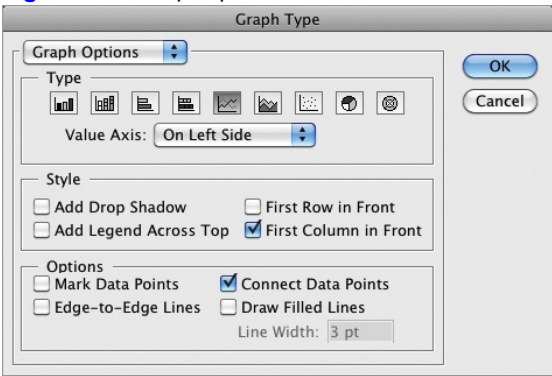 Graph Type
Graph Options
OK
Cancel
Type
Value Axis: On Left Side
Style
Add Drop Shadow
First Row in Front
Add Legend Across Top
First Column in Front
Options
Mark Data Points
Connect Data Points
Edge-to-Edge Lines
Draw Filled Lines
Line Width: 3 pt